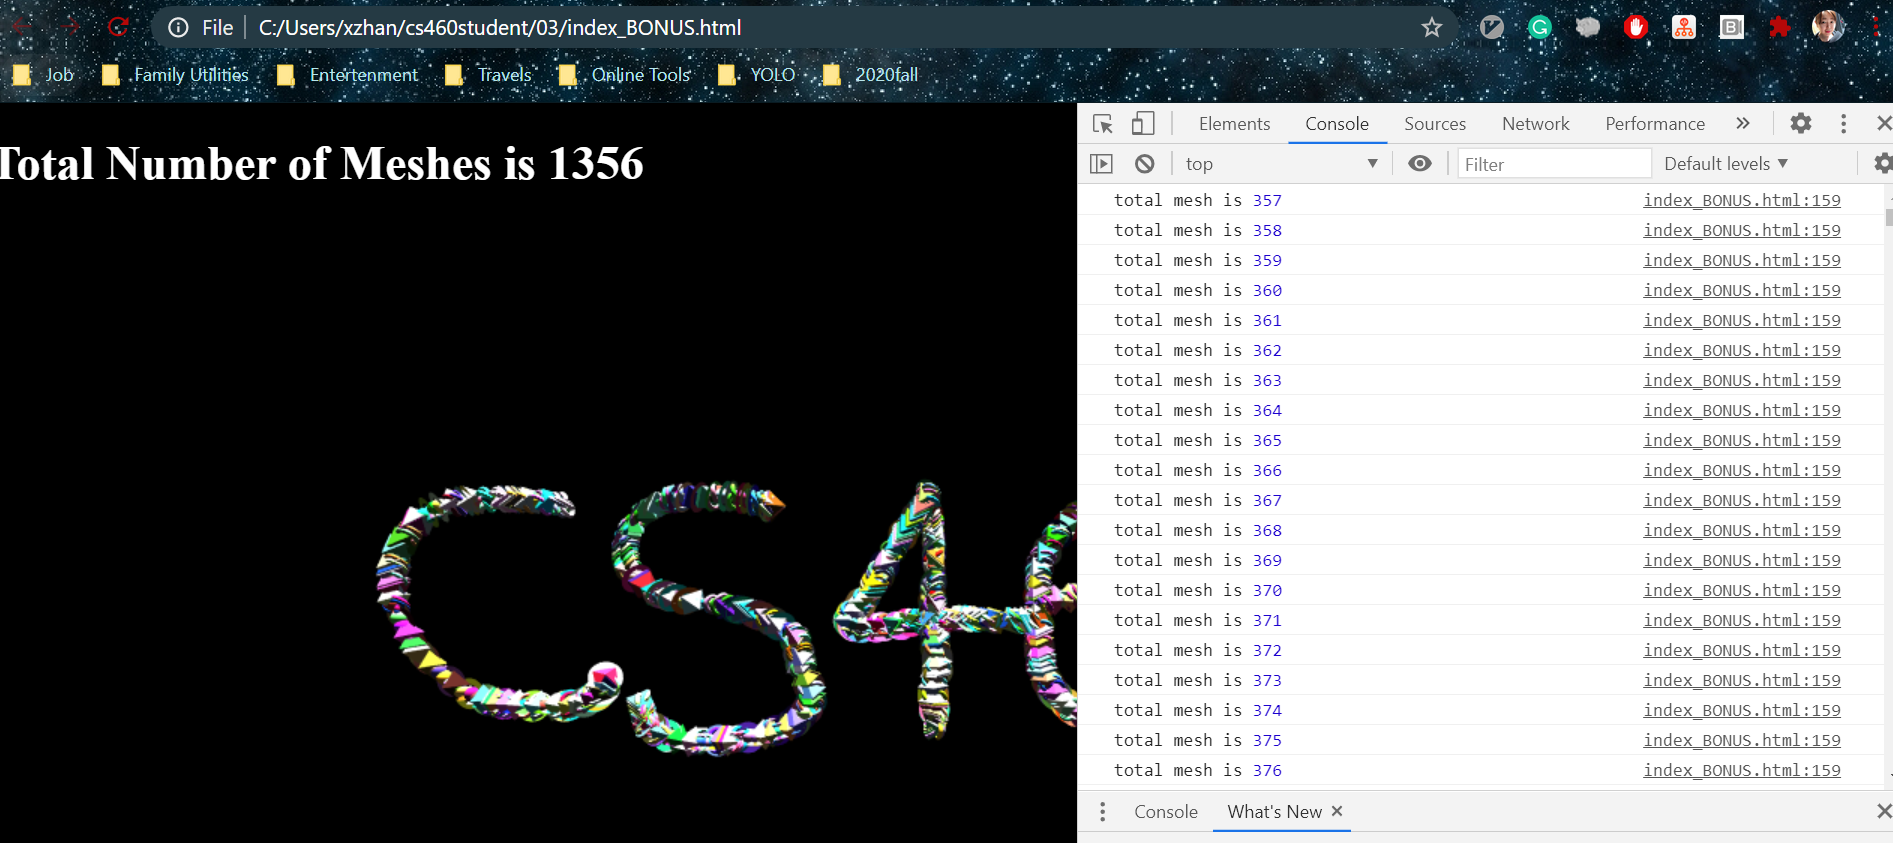 File C:/Users/xzhan/cs460student/03/index_BONUS.html
Job Family Utilities Entertenment Travels Online Tools YOLO 2020fall
Total Number of Meshes is 1356
CS4
Elements Console Sources Network Performance
top Filter Default levels
total mesh is 357 index_BONUS.html:159
total mesh is 358 index_BONUS.html:159
total mesh is 359 index_BONUS.html:159
total mesh is 360 index_BONUS.html:159
total mesh is 361 index_BONUS.html:159
total mesh is 362 index_BONUS.html:159
total mesh is 363 index_BONUS.html:159
total mesh is 364 index_BONUS.html:159
total mesh is 365 index_BONUS.html:159
total mesh is 366 index_BONUS.html:159
total mesh is 367 index_BONUS.html:159
total mesh is 368 index_BONUS.html:159
total mesh is 369 index_BONUS.html:159
total mesh is 370 index_BONUS.html:159
total mesh is 371 index_BONUS.html:159
total mesh is 372 index_BONUS.html:159
total mesh is 373 index_BONUS.html:159
total mesh is 374 index_BONUS.html:159
total mesh is 375 index_BONUS.html:159
total mesh is 376 index_BONUS.html:159
Console What's New